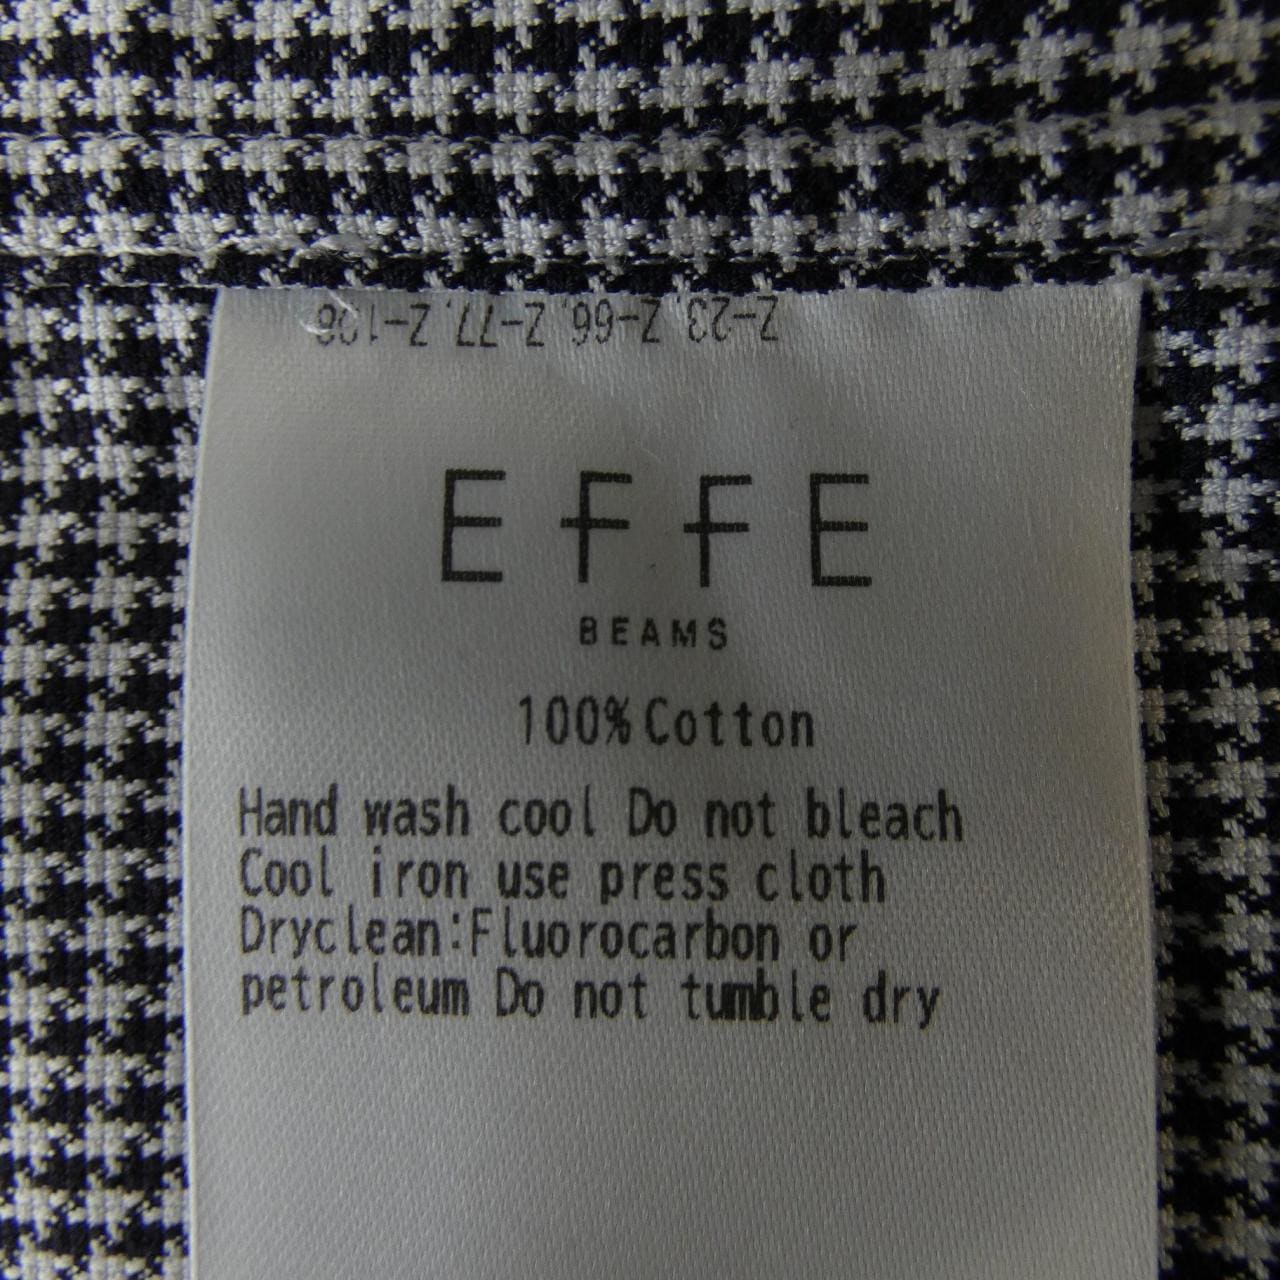 Z-23, Z-66, Z-77, Z-126
EffE
BEAMS
100%Cotton
Hand wash cool Do not bleach
Cool iron use press cloth
Dryclean:Fluorocarbon or
petroleum Do not tumble dry